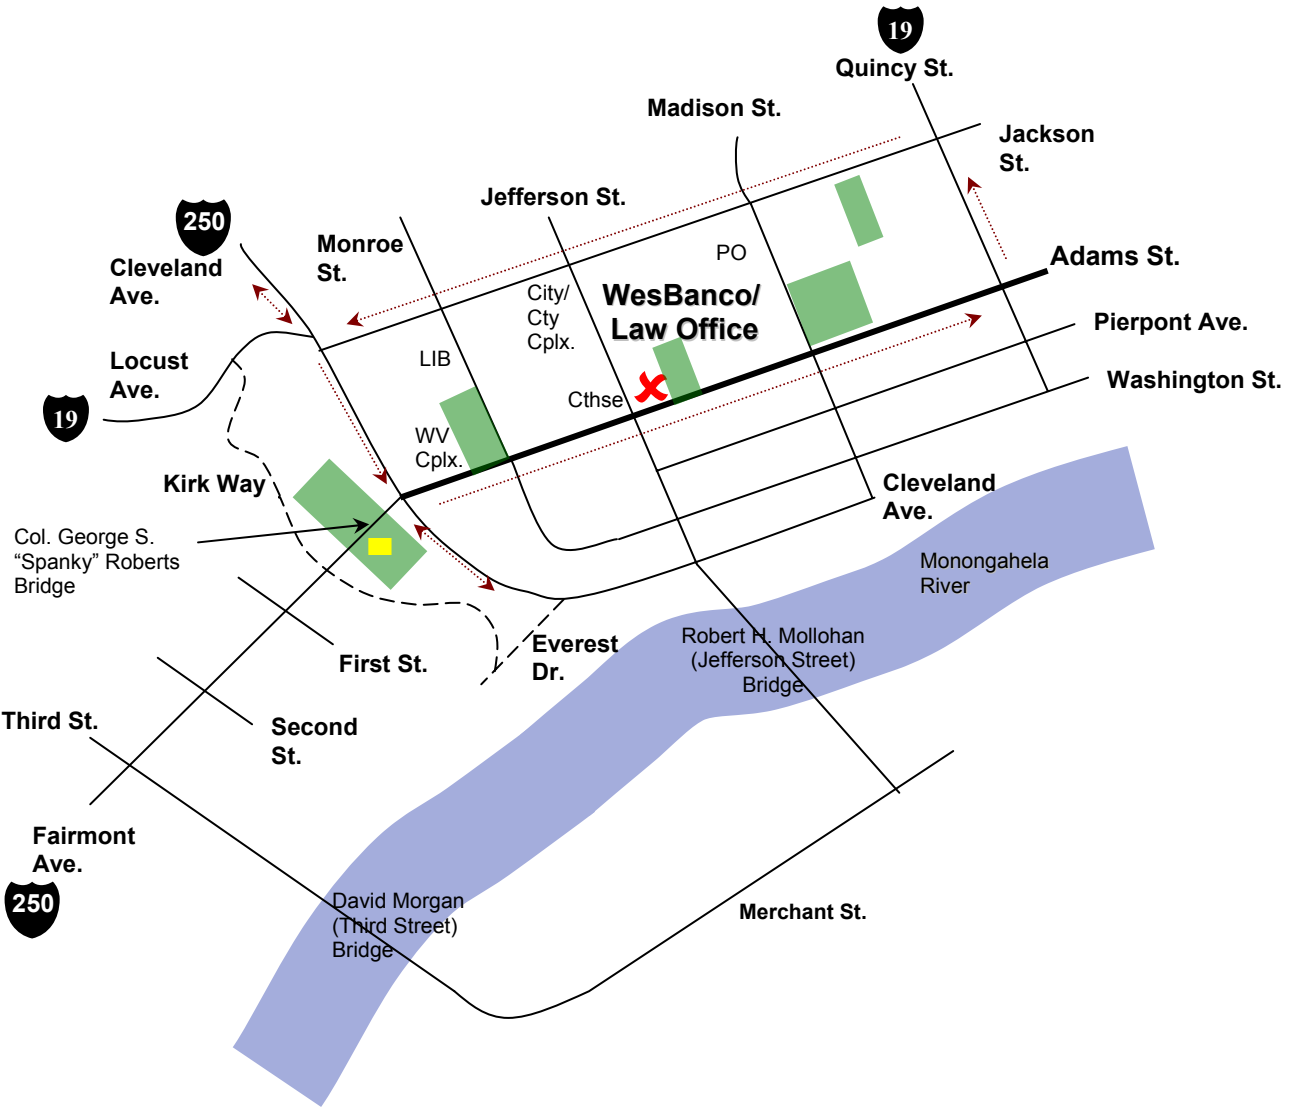 19
Quincy St.
Madison St.
Jackson
St.
Jefferson St.
250
Monroe
St.
PO
Adams St.
Cleveland
Ave.
City/
Cty
Cplx.
WesBanco/
Law Office
Pierpont Ave.
Locust
Ave.
LIB
Washington St.
19
Cthse
WV
Cplx.
Kirk Way
Cleveland
Ave.
Col. George S.
“Spanky” Roberts
Bridge
Monongahela
River
First St.
Everest
Dr.
Robert H. Mollohan
(Jefferson Street)
Bridge
Third St.
Second
St.
Fairmont
Ave.
250
David Morgan
(Third Street)
Bridge
Merchant St.